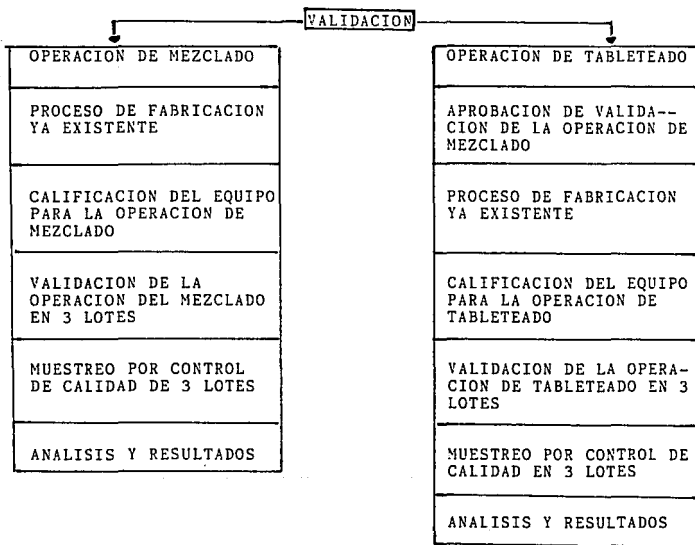 VALIDACION
OPERACION DE MEZCLADO
PROCESO DE FABRICACION
YA EXISTENTE
CALIFICACION DEL EQUIPO
PARA LA OPERACION DE
MEZCLADO
VALIDACION DE LA
OPERACION DEL MEZCLADO
EN 3 LOTES
MUESTREO POR CONTROL
DE CALIDAD DE 3 LOTES
ANALISIS Y RESULTADOS
OPERACION DE TABLETEADO
APROBACION DE VALIDA--
CION DE LA OPERACION DE
MEZCLADO
PROCESO DE FABRICACION
YA EXISTENTE
CALIFICACION DEL EQUIPO
PARA LA OPERACION DE
TABLETEADO
VALIDACION DE LA OPERA-
CION DE TABLETEADO EN 3
LOTES
MUESTREO POR CONTROL DE
CALIDAD EN 3 LOTES
ANALISIS Y RESULTADOS